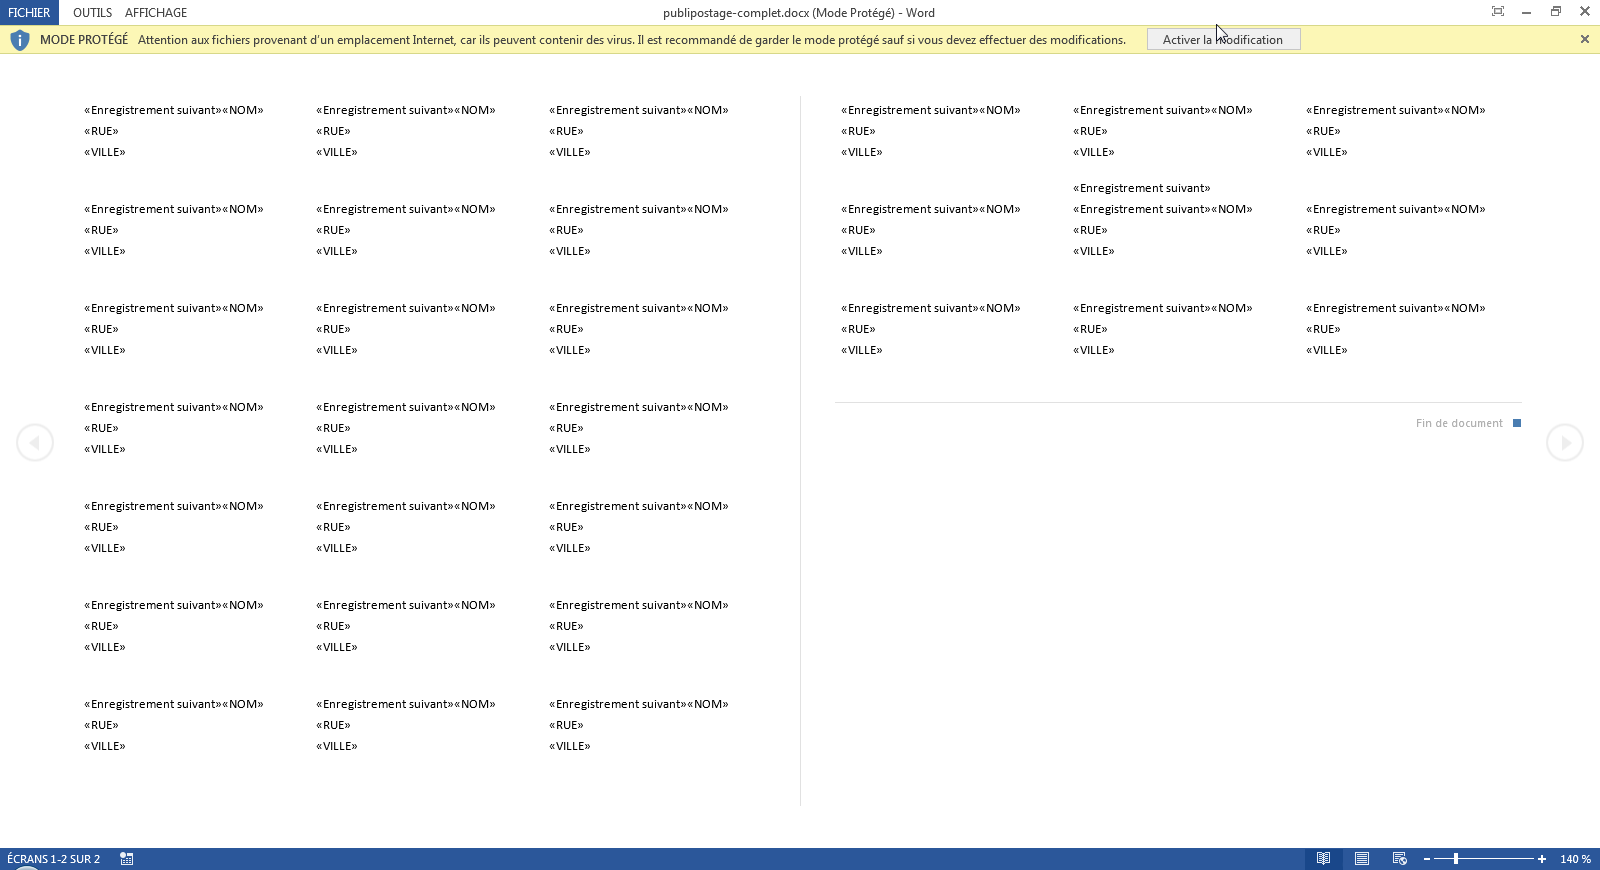 FICHIER OUTILS AFFICHAGE publipostage-complet.docx (Mode Protégé) - Word
MODE PROTÉGÉ Attention aux fichiers provenant d'un emplacement Internet, car ils peuvent contenir des virus. Il est recommandé de garder le mode protégé sauf si vous devez effectuer des modifications. Activer la modification
«Enregistrement suivant»«NOM» «Enregistrement suivant»«NOM» «Enregistrement suivant»«NOM»
«RUE» «RUE» «RUE»
«VILLE» «VILLE» «VILLE»
«Enregistrement suivant»«NOM» «Enregistrement suivant»«NOM» «Enregistrement suivant»«NOM»
«RUE» «RUE» «RUE»
«VILLE» «VILLE» «VILLE»
«Enregistrement suivant»«NOM» «Enregistrement suivant»«NOM» «Enregistrement suivant»«NOM»
«RUE» «RUE» «RUE»
«VILLE» «VILLE» «VILLE»
«Enregistrement suivant»«NOM» «Enregistrement suivant»«NOM» «Enregistrement suivant»«NOM»
«RUE» «RUE» «RUE»
«VILLE» «VILLE» «VILLE»
«Enregistrement suivant»«NOM» «Enregistrement suivant»«NOM» «Enregistrement suivant»«NOM»
«RUE» «RUE» «RUE»
«VILLE» «VILLE» «VILLE»
«Enregistrement suivant»«NOM» «Enregistrement suivant»«NOM» «Enregistrement suivant»«NOM»
«RUE» «RUE» «RUE»
«VILLE» «VILLE» «VILLE»
«Enregistrement suivant»«NOM» «Enregistrement suivant»«NOM» «Enregistrement suivant»«NOM»
«RUE» «RUE» «RUE»
«VILLE» «VILLE» «VILLE»
«Enregistrement suivant»«NOM» «Enregistrement suivant»«NOM» «Enregistrement suivant»«NOM»
«RUE» «RUE» «RUE»
«VILLE» «VILLE» «VILLE»
«Enregistrement suivant»
«Enregistrement suivant»«NOM» «Enregistrement suivant»«NOM» «Enregistrement suivant»«NOM»
«RUE» «RUE» «RUE»
«VILLE» «VILLE» «VILLE»
«Enregistrement suivant»«NOM» «Enregistrement suivant»«NOM» «Enregistrement suivant»«NOM»
«RUE» «RUE» «RUE»
«VILLE» «VILLE» «VILLE»
Fin de document
ÉCRANS 1-2 SUR 2 140 %